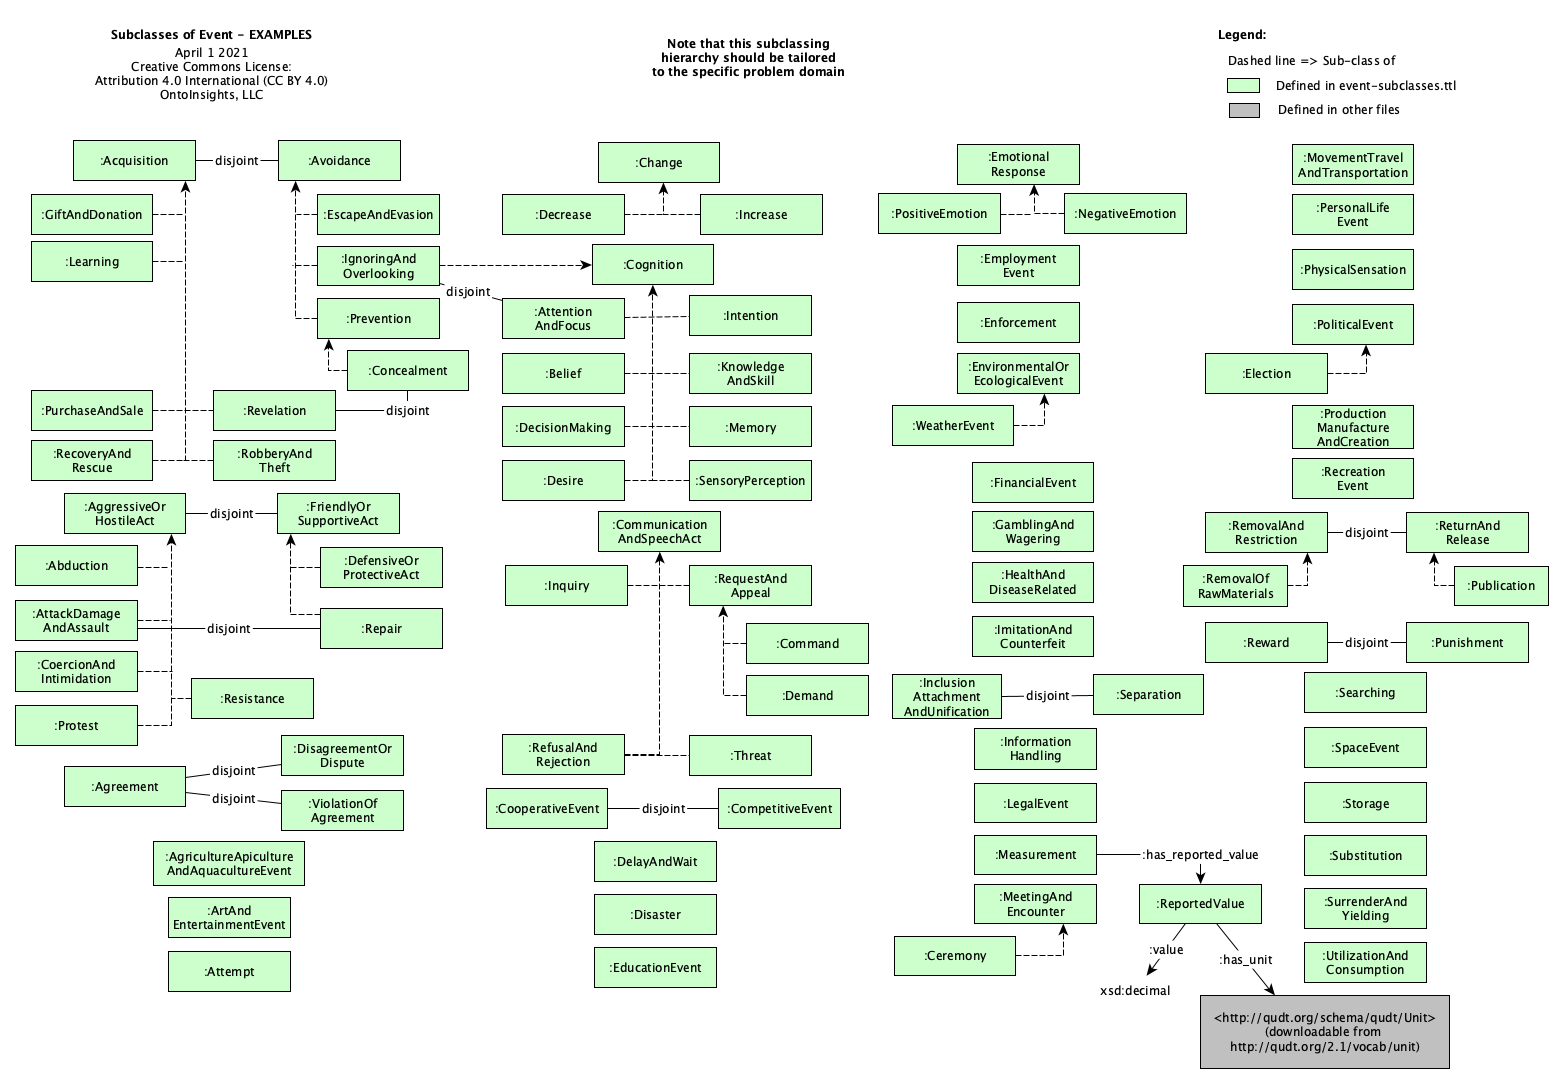 Subclasses of Event - EXAMPLES
April 1 2021
Creative Commons License:
Attribution 4.0 International (CC BY 4.0)
OntoInsights, LLC
Note that this subclassing
hierarchy should be tailored
to the specific problem domain
Legend:
Dashed line => Sub-class of
Defined in event-subclasses.ttl
Defined in other files
:Acquisition
disjoint
:Avoidance
:GiftAndDonation
:EscapeAndEvasion
:Learning
:IgnoringAnd
Overlooking
disjoint
:Prevention
:Concealment
:PurchaseAndSale
:Revelation
disjoint
:RecoveryAnd
Rescue
:RobberyAnd
Theft
:AggressiveOr
HostileAct
disjoint
:FriendlyOr
SupportiveAct
:Abduction
:DefensiveOr
ProtectiveAct
:AttackDamage
AndAssault
disjoint
:Repair
:CoercionAnd
Intimidation
:Resistance
:Protest
:Agreement
disjoint
disjoint
:DisagreementOr
Dispute
:ViolationOf
Agreement
:AgricultureApiculture
AndAquacultureEvent
:ArtAnd
EntertainmentEvent
:Attempt
:Change
:Decrease
:Increase
:Cognition
:Attention
AndFocus
:Intention
:Belief
:Knowledge
AndSkill
:DecisionMaking
:Memory
:Desire
:SensoryPerception
:Communication
AndSpeechAct
:Inquiry
:RequestAnd
Appeal
:Command
:Demand
:RefusalAnd
Rejection
:Threat
:CooperativeEvent
disjoint
:CompetitiveEvent
:DelayAndWait
:Disaster
:EducationEvent
:Emotional
Response
:PositiveEmotion
:NegativeEmotion
:Employment
Event
:Enforcement
:EnvironmentalOr
EcologicalEvent
:WeatherEvent
:FinancialEvent
:GamblingAnd
Wagering
:HealthAnd
DiseaseRelated
:ImitationAnd
Counterfeit
:Inclusion
Attachment
AndUnification
disjoint
:Separation
:Information
Handling
:LegalEvent
:Measurement
:has_reported_value
:MeetingAnd
Encounter
:ReportedValue
:Ceremony
:value
:has_unit
xsd:decimal
<http://qudt.org/schema/qudt/Unit>
(downloadable from
http://qudt.org/2.1/vocab/unit)
:MovementTravel
AndTransportation
:PersonalLife
Event
:PhysicalSensation
:PoliticalEvent
:Election
:Production
Manufacture
AndCreation
:Recreation
Event
:RemovalAnd
Restriction
disjoint
:ReturnAnd
Release
:RemovalOf
RawMaterials
:Publication
:Reward
disjoint
:Punishment
:Searching
:SpaceEvent
:Storage
:Substitution
:SurrenderAnd
Yielding
:UtilizationAnd
Consumption